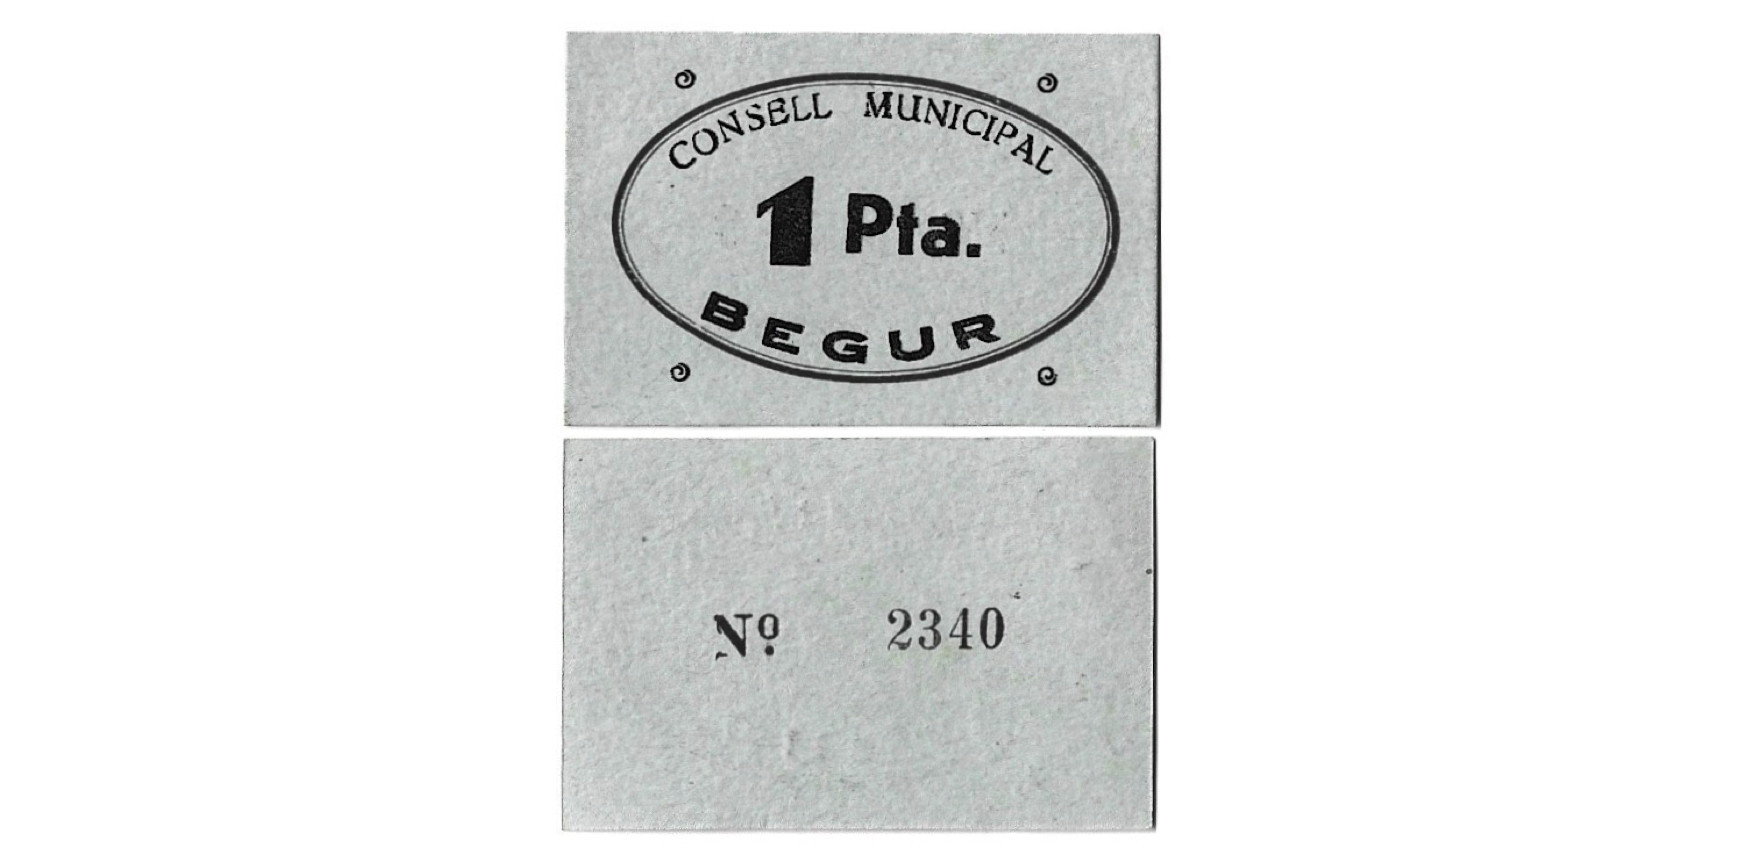 CONSELL MUNICIPAL
1 Pta.
BEGUR
Nº 2340